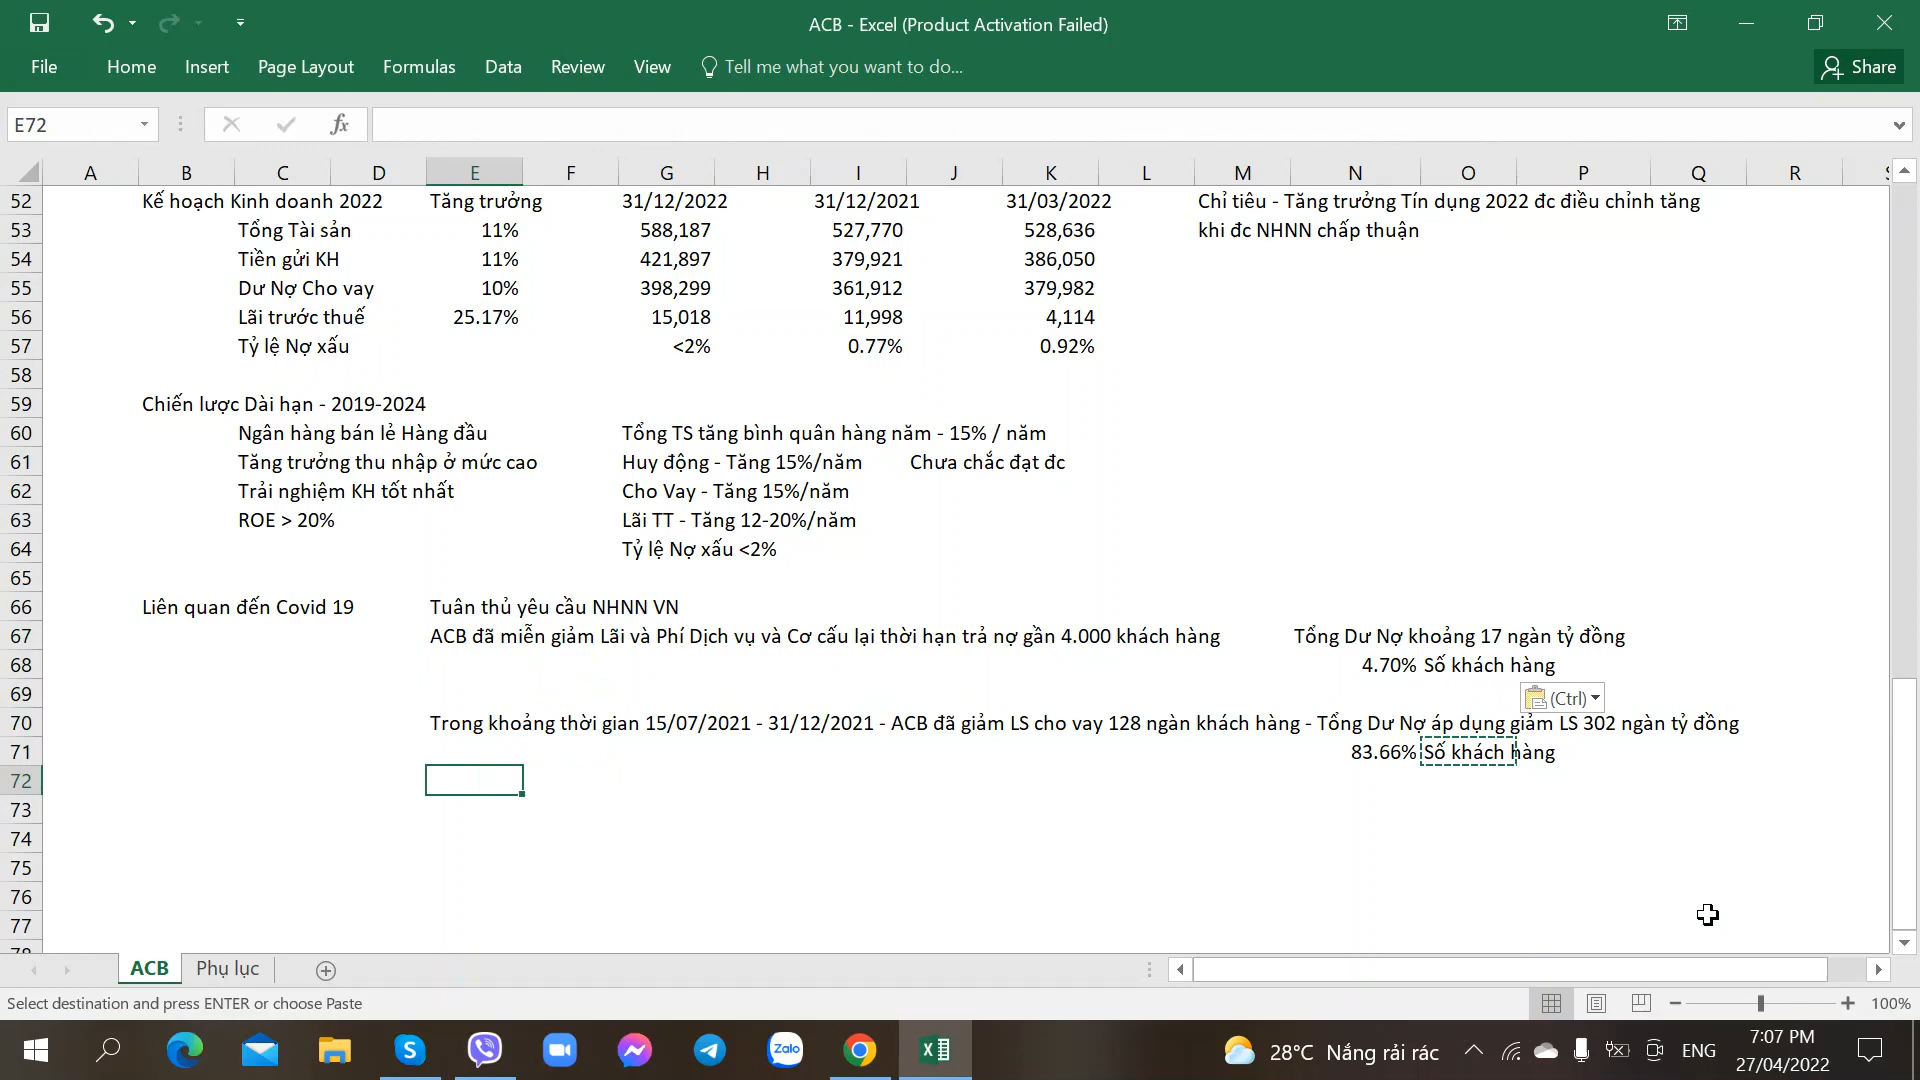 ACB - Excel (Product Activation Failed)
File Home Insert Page Layout Formulas Data Review View Tell me what you want to do... Share
E72 fx
A B C D E F G H I J K L M N O P Q R
52 Kế hoạch Kinh doanh 2022 Tăng trưởng 31/12/2022 31/12/2021 31/03/2022 Chỉ tiêu - Tăng trưởng Tín dụng 2022 đc điều chỉnh tăng
53 Tổng Tài sản 11% 588,187 527,770 528,636 khi đc NHNN chấp thuận
54 Tiền gửi KH 11% 421,897 379,921 386,050
55 Dư Nợ Cho vay 10% 398,299 361,912 379,982
56 Lãi trước thuế 25.17% 15,018 11,998 4,114
57 Tỷ lệ Nợ xấu <2% 0.77% 0.92%
58
59 Chiến lược Dài hạn - 2019-2024
60 Ngân hàng bán lẻ Hàng đầu Tổng TS tăng bình quân hàng năm - 15% / năm
61 Tăng trưởng thu nhập ở mức cao Huy động - Tăng 15%/năm Chưa chắc đạt đc
62 Trải nghiệm KH tốt nhất Cho Vay - Tăng 15%/năm
63 ROE > 20% Lãi TT - Tăng 12-20%/năm
64 Tỷ lệ Nợ xấu <2%
65
66 Liên quan đến Covid 19 Tuân thủ yêu cầu NHNN VN
67 ACB đã miễn giảm Lãi và Phí Dịch vụ và Cơ cấu lại thời hạn trả nợ gần 4.000 khách hàng Tổng Dư Nợ khoảng 17 ngàn tỷ đồng
68 4.70% Số khách hàng
69 (Ctrl)
70 Trong khoảng thời gian 15/07/2021 - 31/12/2021 - ACB đã giảm LS cho vay 128 ngàn khách hàng - Tổng Dư Nợ áp dụng giảm LS 302 ngàn tỷ đồng
71 83.66% Số khách hàng
72
73
74
75
76
77
ACB Phụ lục
Select destination and press ENTER or choose Paste 100%
Zalo 28°C Nắng rải rác ENG 7:07 PM
27/04/2022